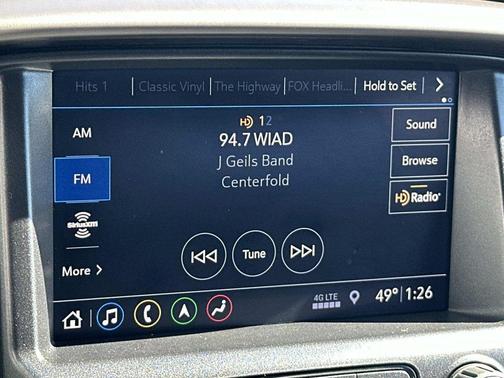 Hits 1 Classic Vinyl The Highway FOX Headli... Hold to Set
AM
HD 1 2
94.7 WIAD
J Geils Band
Centerfold
Sound
FM
Browse
HD Radio
SiriusXM
Tune
More
4G LTE
49° 1:26